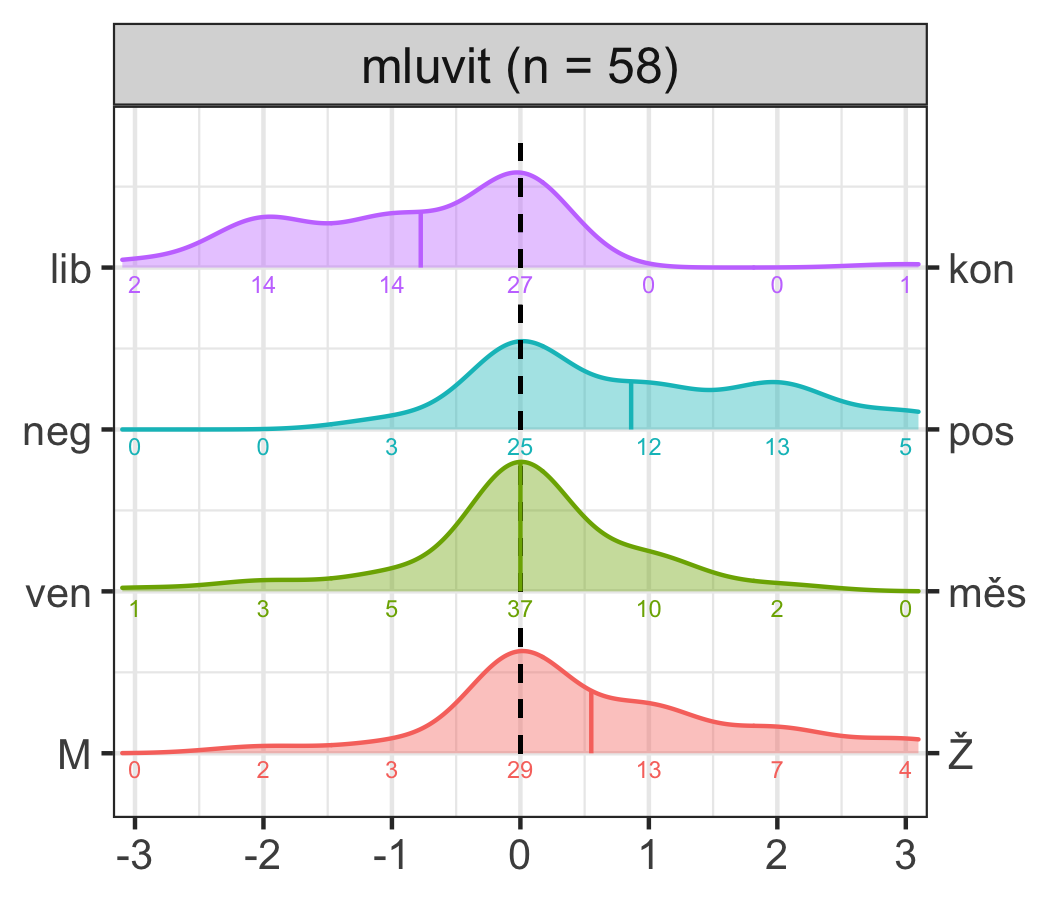 mluvit (n = 58)
lib kon
2 14 14 27 0 0 1
neg pos
0 0 3 25 12 13 5
ven měs
1 3 5 37 10 2 0
M Ž
0 2 3 29 13 7 4
-3 -2 -1 0 1 2 3